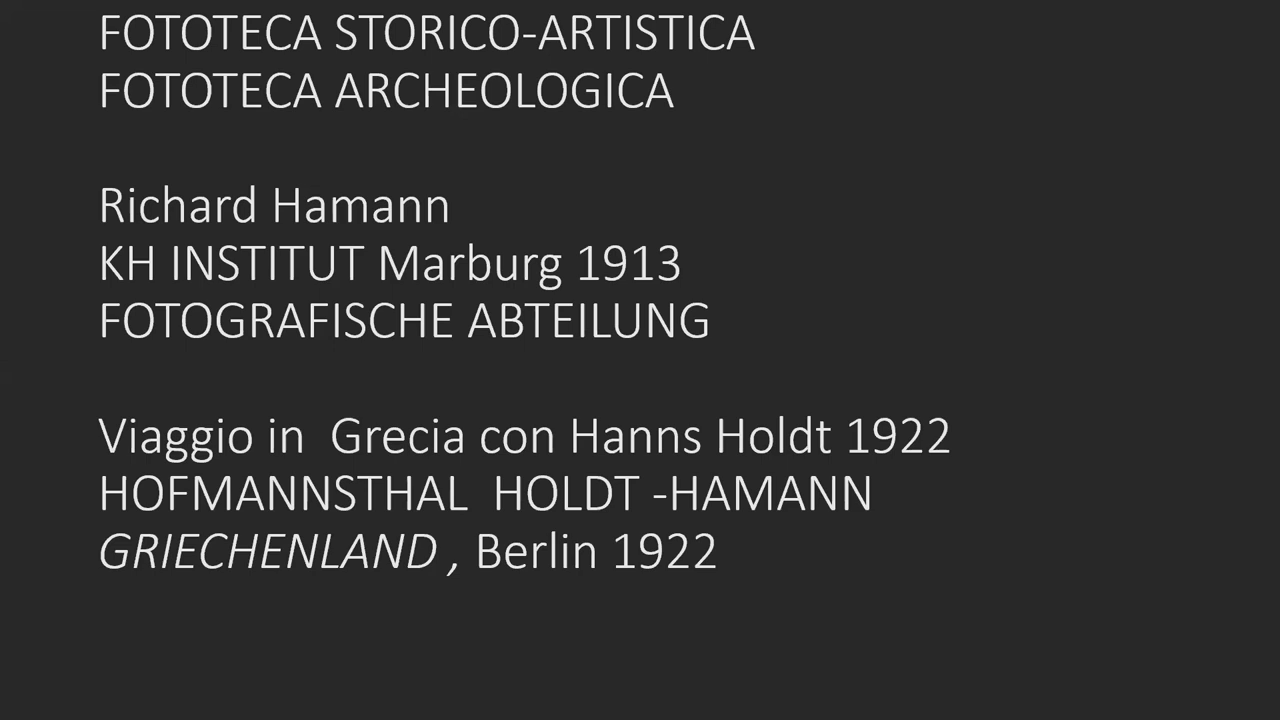 FOTOTECA STORICO-ARTISTICA
FOTOTECA ARCHEOLOGICA
Richard Hamann
KH INSTITUT Marburg 1913
FOTOGRAFISCHE ABTEILUNG
Viaggio in  Grecia con Hanns Holdt 1922
HOFMANNSTHAL  HOLDT -HAMANN
GRIECHENLAND , Berlin 1922